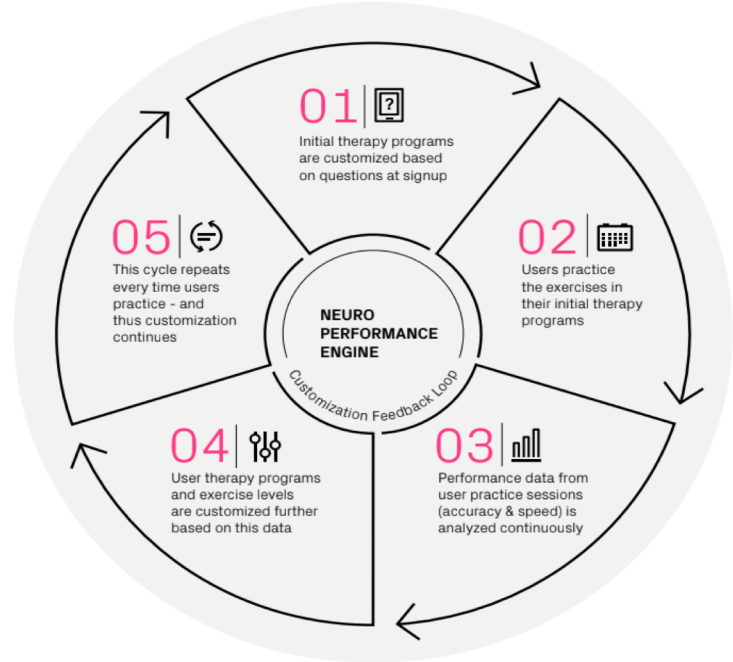 01
?
Initial therapy programs
are customized based
on questions at signup
02
Users practice
the exercises in
their initial therapy
programs
03
Performance data from
user practice sessions
(accuracy & speed) is
analyzed continuously
04
User therapy programs
and exercise levels
are customized further
based on this data
05
This cycle repeats
every time users
practice - and
thus customization
continues
NEURO
PERFORMANCE
ENGINE
Customization Feedback Loop